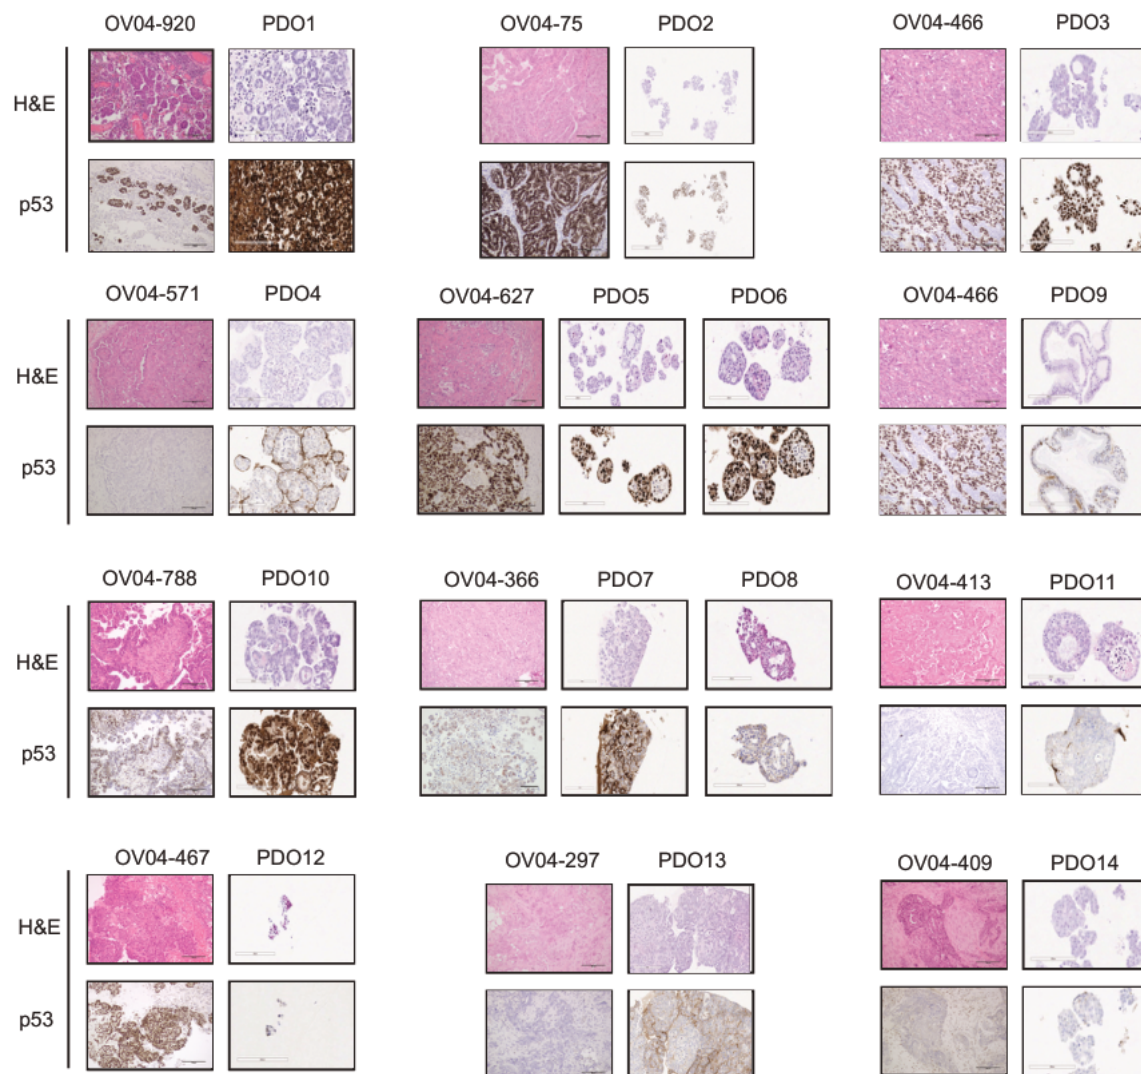 OV04-920 PDO1 OV04-75 PDO2 OV04-466 PDO3
H&E
p53
OV04-571 PDO4 OV04-627 PDO5 PDO6 OV04-466 PDO9
H&E
p53
OV04-788 PDO10 OV04-366 PDO7 PDO8 OV04-413 PDO11
H&E
p53
OV04-467 PDO12 OV04-297 PDO13 OV04-409 PDO14
H&E
p53